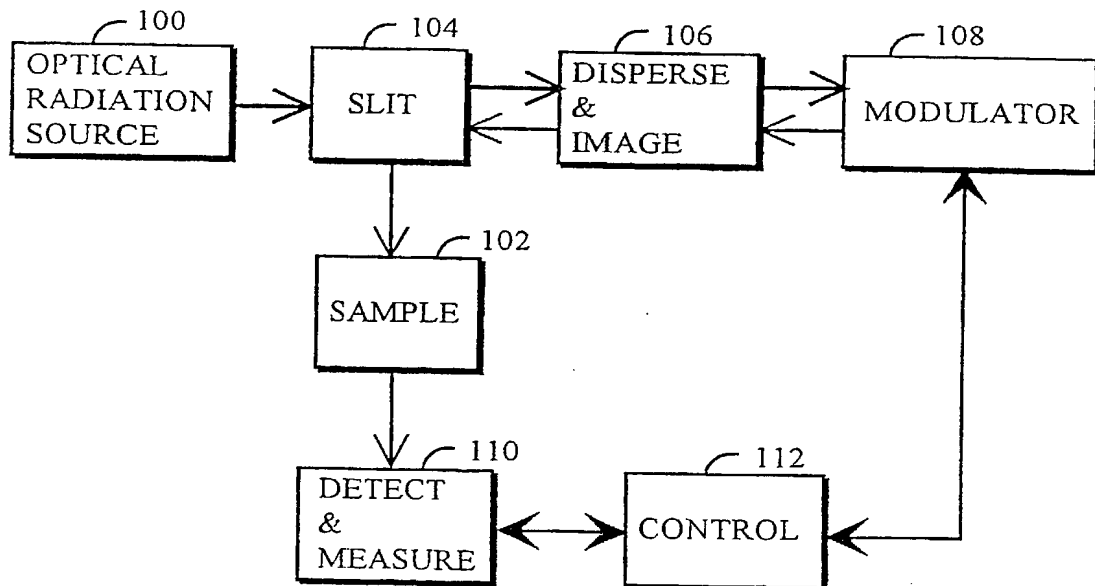 100
OPTICAL
RADIATION
SOURCE
104
SLIT
106
DISPERSE
&
IMAGE
108
MODULATOR
102
SAMPLE
110
DETECT
&
MEASURE
112
CONTROL